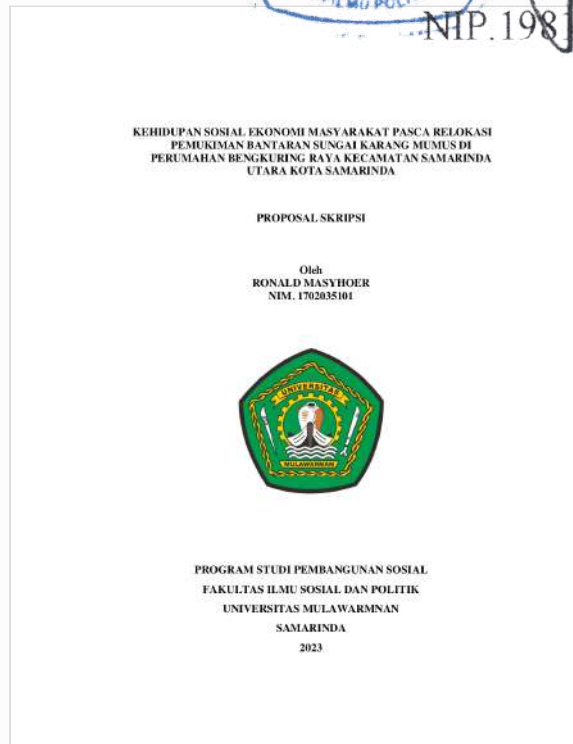 NIP.1981
KEHIDUPAN SOSIAL EKONOMI MASYARAKAT PASCA RELOKASI
PEMUKIMAN BANTARAN SUNGAI KARANG MUMUS DI
PERUMAHAN BENGKURING RAYA KECAMATAN SAMARINDA
UTARA KOTA SAMARINDA
PROPOSAL SKRIPSI
Oleh
RONALD MASYHOER
NIM. 1702035101
UNIVERSITAS
MULAWARMAN
PROGRAM STUDI PEMBANGUNAN SOSIAL
FAKULTAS ILMU SOSIAL DAN POLITIK
UNIVERSITAS MULAWARMNAN
SAMARINDA
2023